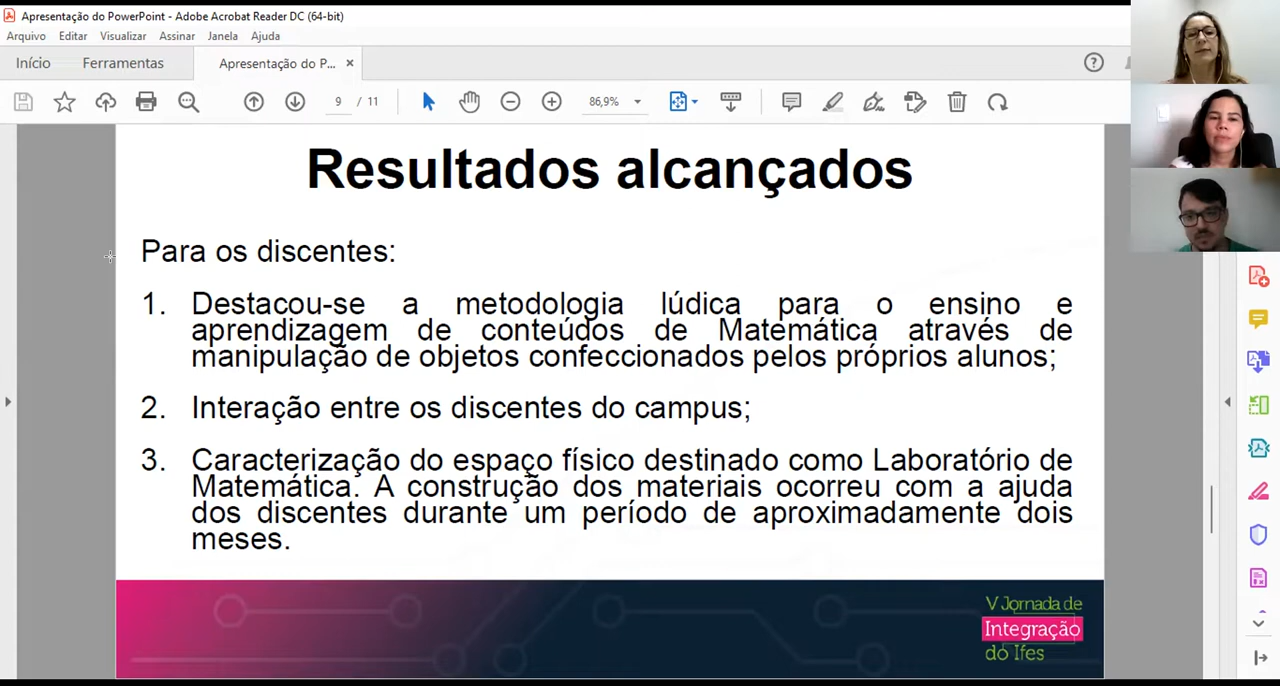 Apresentação do PowerPoint - Adobe Acrobat Reader DC (64-bit)
Arquivo Editar Visualizar Assinar Janela Ajuda
Início Ferramentas Apresentação do P... ×
9 / 11 86,9%
Resultados alcançados
Para os discentes:
1. Destacou-se a metodologia lúdica para o ensino e
aprendizagem de conteúdos de Matemática através de
manipulação de objetos confeccionados pelos próprios alunos;
2. Interação entre os discentes do campus;
3. Caracterização do espaço físico destinado como Laboratório de
Matemática. A construção dos materiais ocorreu com a ajuda
dos discentes durante um período de aproximadamente dois
meses.
V Jornada de
Integração
do Ifes